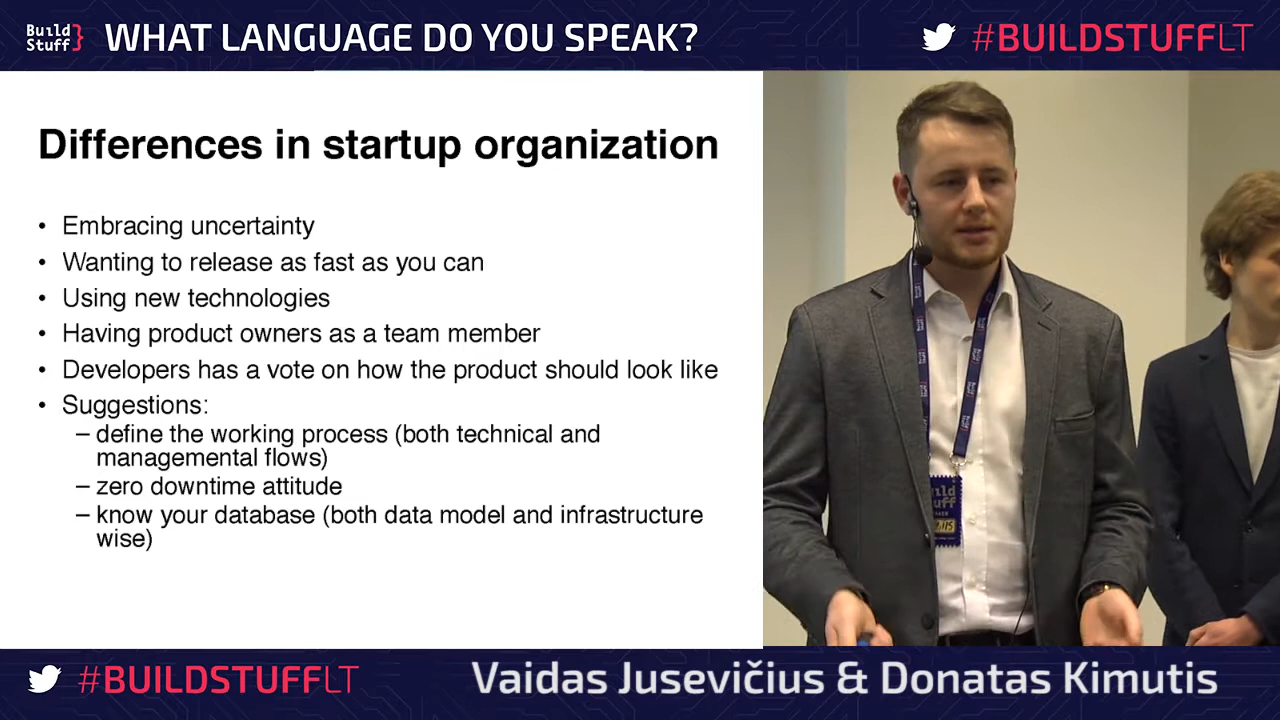 Build
Stuff}
WHAT LANGUAGE DO YOU SPEAK?
#BUILDSTUFFLT
Differences in startup organization
• Embracing uncertainty
• Wanting to release as fast as you can
• Using new technologies
• Having product owners as a team member
• Developers has a vote on how the product should look like
• Suggestions:
– define the working process (both technical and
managemental flows)
– zero downtime attitude
– know your database (both data model and infrastructure
wise)
#BUILDSTUFFLT
Vaidas Jusevičius & Donatas Kimutis